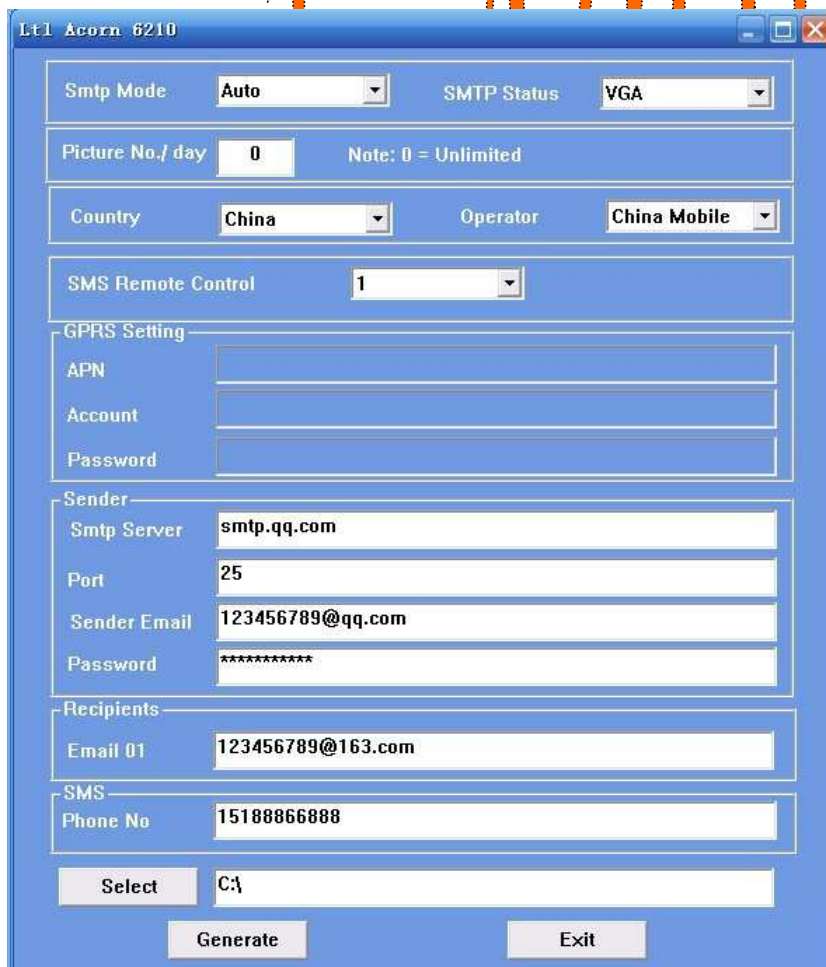 Ltl Acorn 6210
Smtp Mode Auto SMTP Status VGA
Picture No./ day 0 Note: 0 = Unlimited
Country China Operator China Mobile
SMS Remote Control 1
GPRS Setting
APN
Account
Password
Sender
Smtp Server smtp.qq.com
Port 25
Sender Email 123456789@qq.com
Password ***********
Recipients
Email 01 123456789@163.com
SMS
Phone No 15188866888
Select C:\
Generate Exit